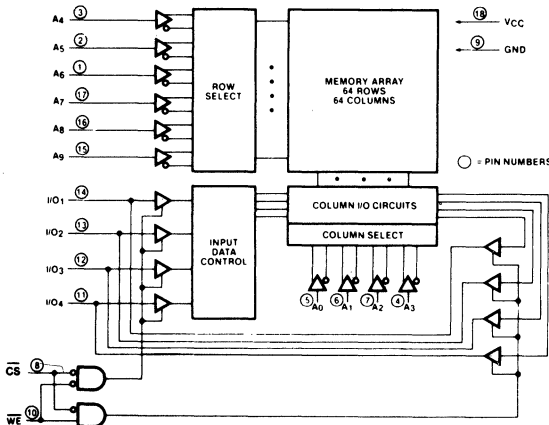 A4 3
A5 2
A6 1
A7 17
A8 16
A9 15
ROW
SELECT
MEMORY ARRAY
64 ROWS
64 COLUMNS
18 VCC
9 GND
= PIN NUMBERS
I/O1 14
I/O2 13
I/O3 12
I/O4 11
INPUT
DATA
CONTROL
COLUMN I/O CIRCUITS
COLUMN SELECT
5 A0 6 A1 7 A2 4 A3
CS 8
WE 10